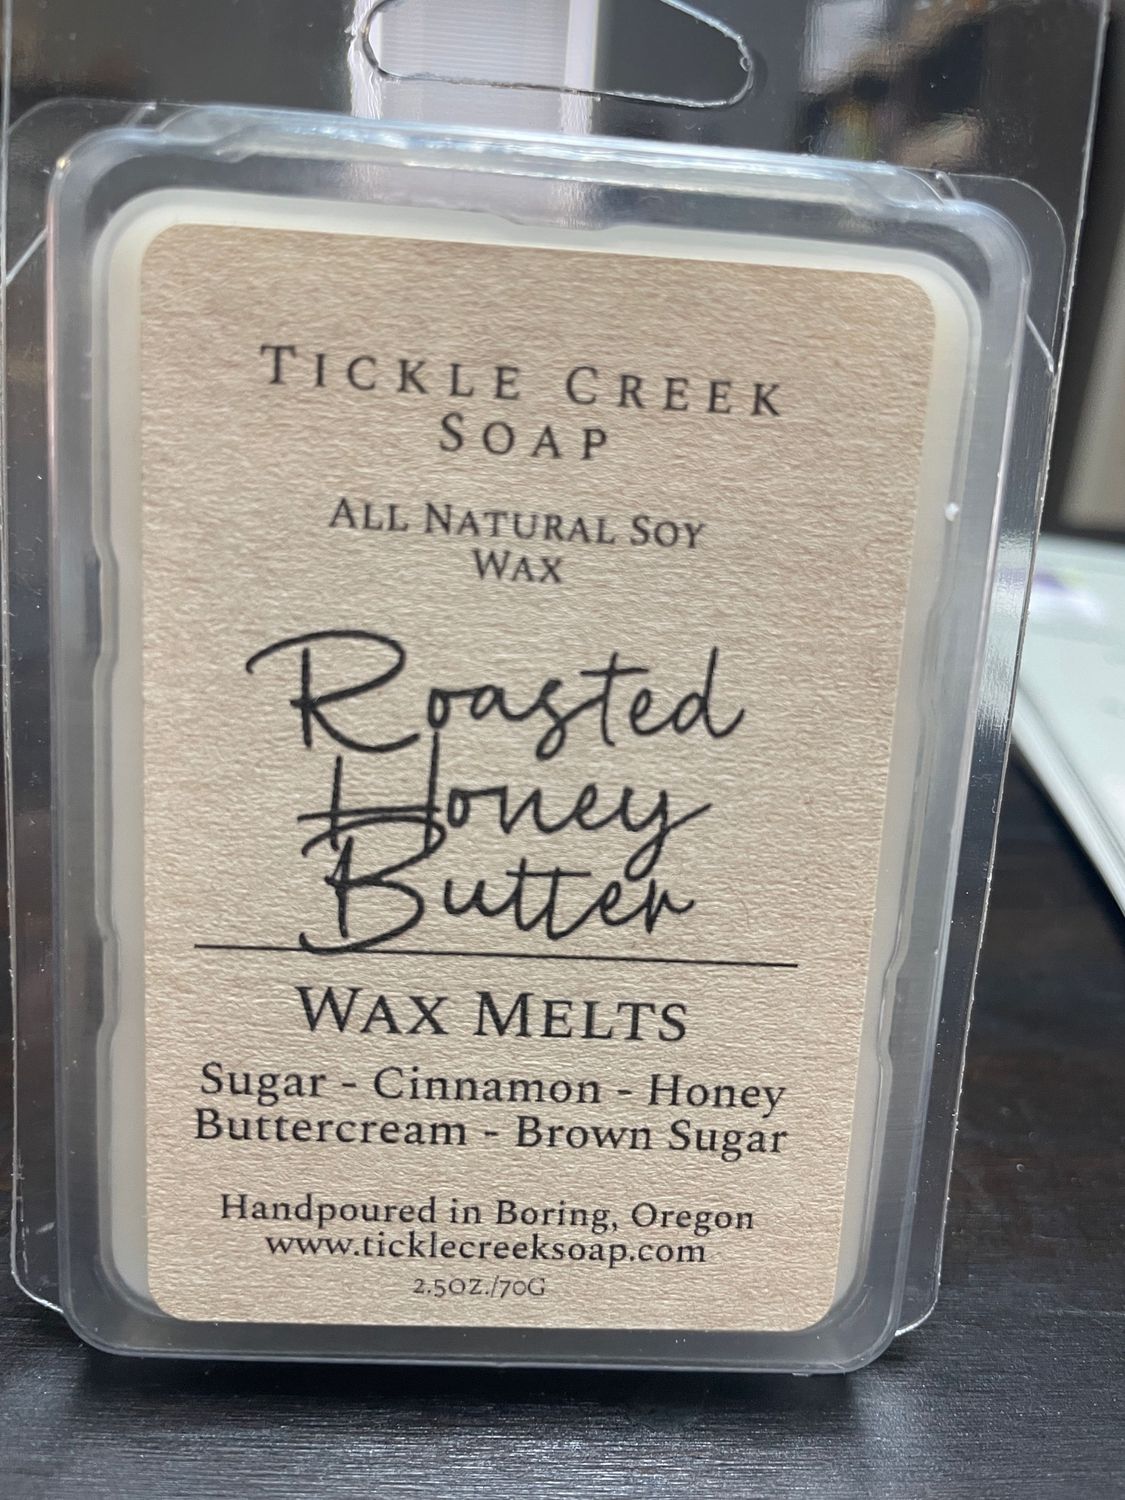 TICKLE CREEK
SOAP
ALL NATURAL SOY
WAX
Roasted
Honey
Butter
WAX MELTS
Sugar - Cinnamon - Honey
Buttercream - Brown Sugar
Handpoured in Boring, Oregon
www.ticklecreeksoap.com
2.5OZ./70G